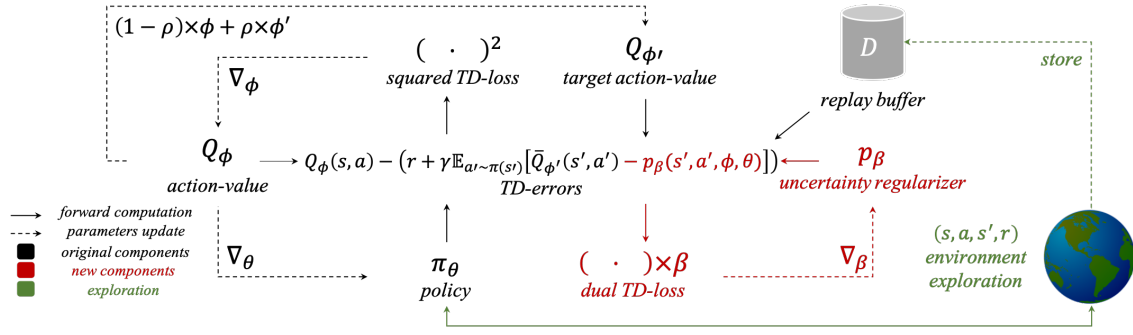 (1 − ρ)×ϕ + ρ×ϕ′
( · )²
squared TD-loss
Q_ϕ′
target action-value
D
replay buffer
store
∇_ϕ
Q_ϕ
action-value
Q_ϕ(s, a) − (r + γ𝔼_{a′~π(s′)}[Q̄_ϕ′(s′, a′) − p_β(s′, a′, ϕ, θ)])
TD-errors
p_β
uncertainty regularizer
forward computation
parameters update
original components
new components
exploration
∇_θ
π_θ
policy
( · )×β
dual TD-loss
∇_β
(s, a, s′, r)
environment
exploration